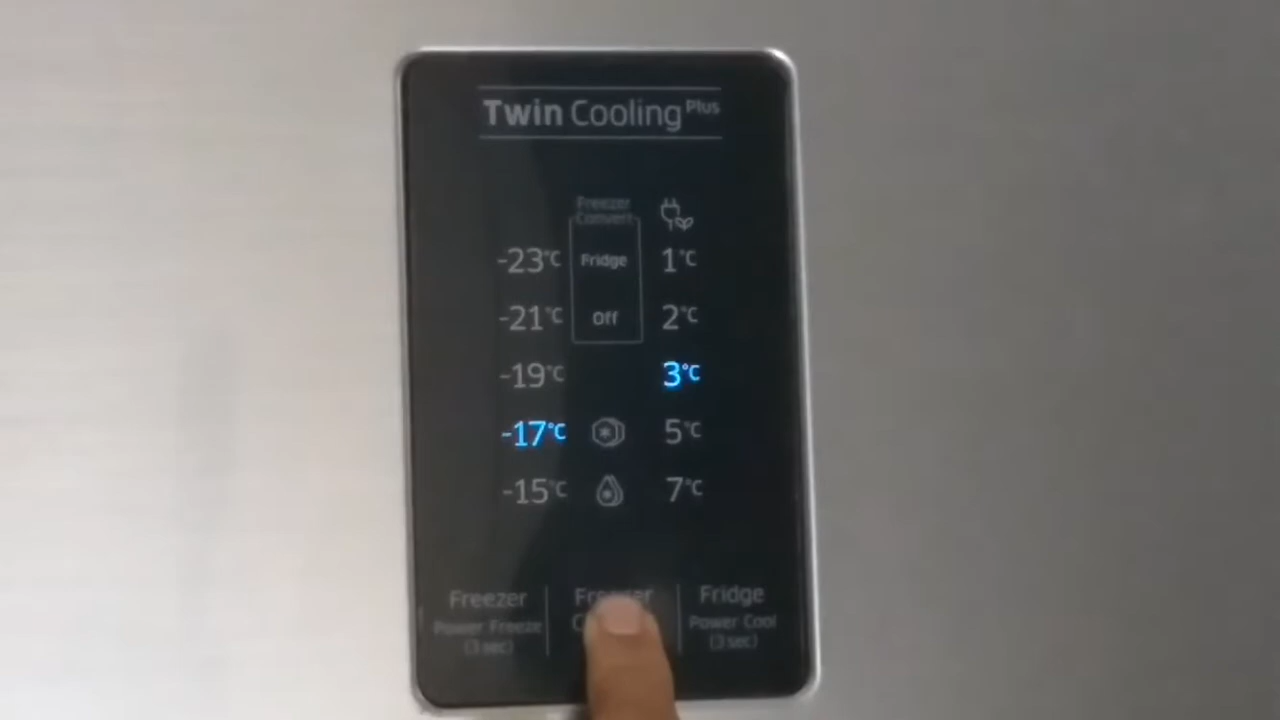 Twin Cooling Plus
Freezer
Convert
-23°C Fridge 1°C
-21°C Off 2°C
-19°C 3°C
-17°C 5°C
-15°C 7°C
Freezer Freezer Fridge
Power Freeze Power Cool
(3 sec) (3 sec)